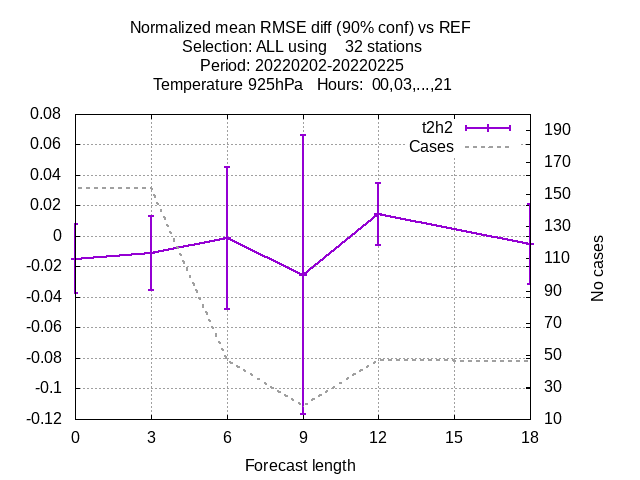 Normalized mean RMSE diff (90% conf) vs REF
Selection: ALL using    32 stations
Period: 20220202-20220225
Temperature 925hPa   Hours:  00,03,...,21
t2h2
Cases
0.08
0.06
0.04
0.02
0
-0.02
-0.04
-0.06
-0.08
-0.1
-0.12
190
170
150
130
110
90
70
50
30
10
No cases
0 3 6 9 12 15 18
Forecast length